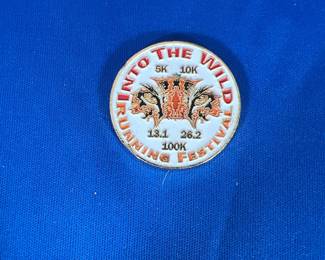 INTO THE WILD
5K 10K
13.1 26.2
100K
RUNNING FESTIVAL